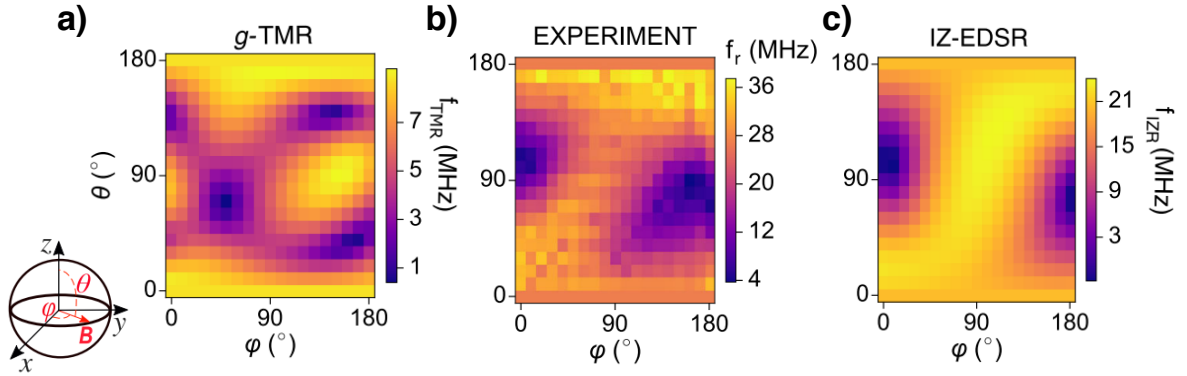 a)
g-TMR
180
90
0
θ (°)
0 90 180
φ (°)
7
5
3
1
f_TMR (MHz)
b)
EXPERIMENT
f_r (MHz)
180
90
0
0 90 180
φ (°)
36
28
20
12
4
c)
IZ-EDSR
180
90
0
0 90 180
φ (°)
21
15
9
3
f_IZR (MHz)
z
θ
φ
B
y
x